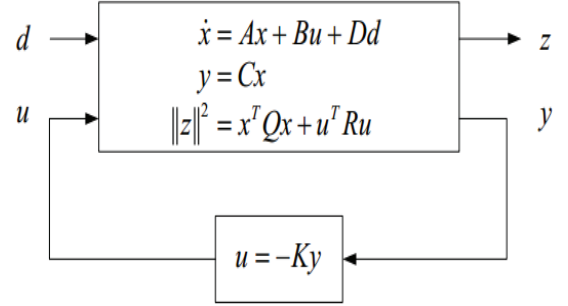 d ẋ = Ax + Bu + Dd z
y = Cx
u ‖z‖² = xᵀQx + uᵀRu y
u = −Ky